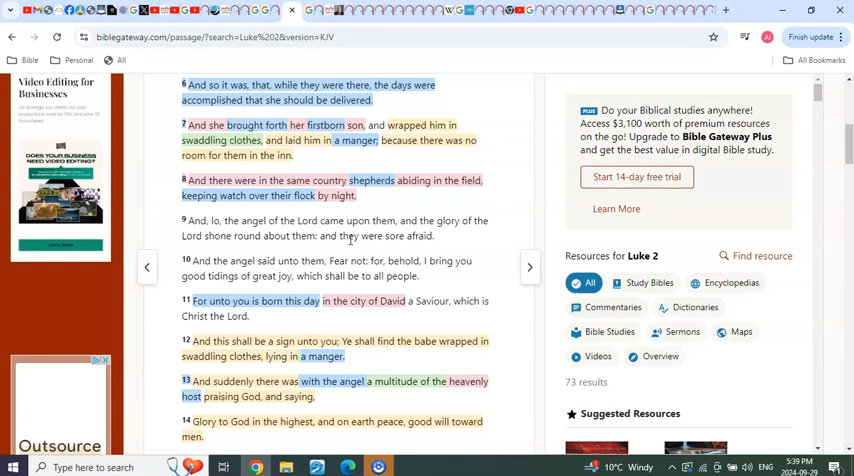 Finish update
biblegateway.com/passage/?search=Luke%202&version=KJV
AI
Bible
Personal
All
All Bookmarks
Video Editing for
Businesses
DOES YOUR
BUSINESS NEED
VIDEO EDITING?
Outsource
6 And so it was, that, while they were there, the days were
accomplished that she should be delivered.
7 And she brought forth her firstborn son, and wrapped him in
swaddling clothes, and laid him in a manger; because there was no
room for them in the inn.
8 And there were in the same country shepherds abiding in the field,
keeping watch over their flock by night.
9 And, lo, the angel of the Lord came upon them, and the glory of the
Lord shone round about them: and they were sore afraid.
10 And the angel said unto them, Fear not: for, behold, I bring you
good tidings of great joy, which shall be to all people.
11 For unto you is born this day in the city of David a Saviour, which is
Christ the Lord.
12 And this shall be a sign unto you; Ye shall find the babe wrapped in
swaddling clothes, lying in a manger.
13 And suddenly there was with the angel a multitude of the heavenly
host praising God, and saying,
14 Glory to God in the highest, and on earth peace, good will toward
men.
PLUS Do your Biblical studies anywhere!
Access $3,100 worth of premium resources
on the go! Upgrade to Bible Gateway Plus
and get the best value in digital Bible study.
Start 14-day free trial
Learn More
Resources for Luke 2
Find resource
All
Study Bibles
Encyclopedias
Commentaries
Dictionaries
Bible Studies
Sermons
Maps
Videos
Overview
73 results
Suggested Resources
Type here to search
10°C Windy
ENG
5:39 PM
2024-09-29